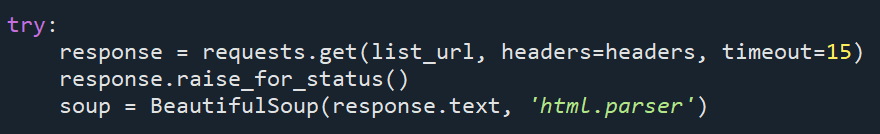 try:
    response = requests.get(list_url, headers=headers, timeout=15)
    response.raise_for_status()
    soup = BeautifulSoup(response.text, 'html.parser')